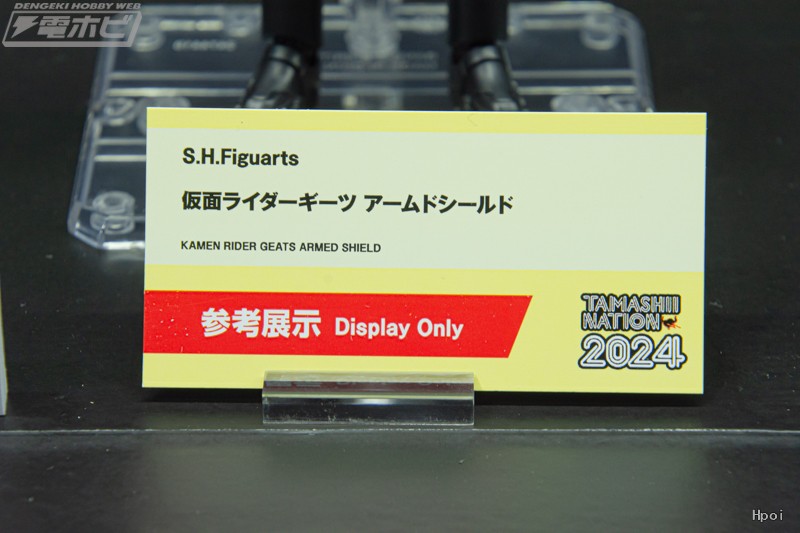 DENGEKI HOBBY WEB
電ホビ
S.H.Figuarts
仮面ライダーギーツ アームドシールド
KAMEN RIDER GEATS ARMED SHIELD
参考展示 Display Only
TAMASHII
NATION
2024
Hpoi